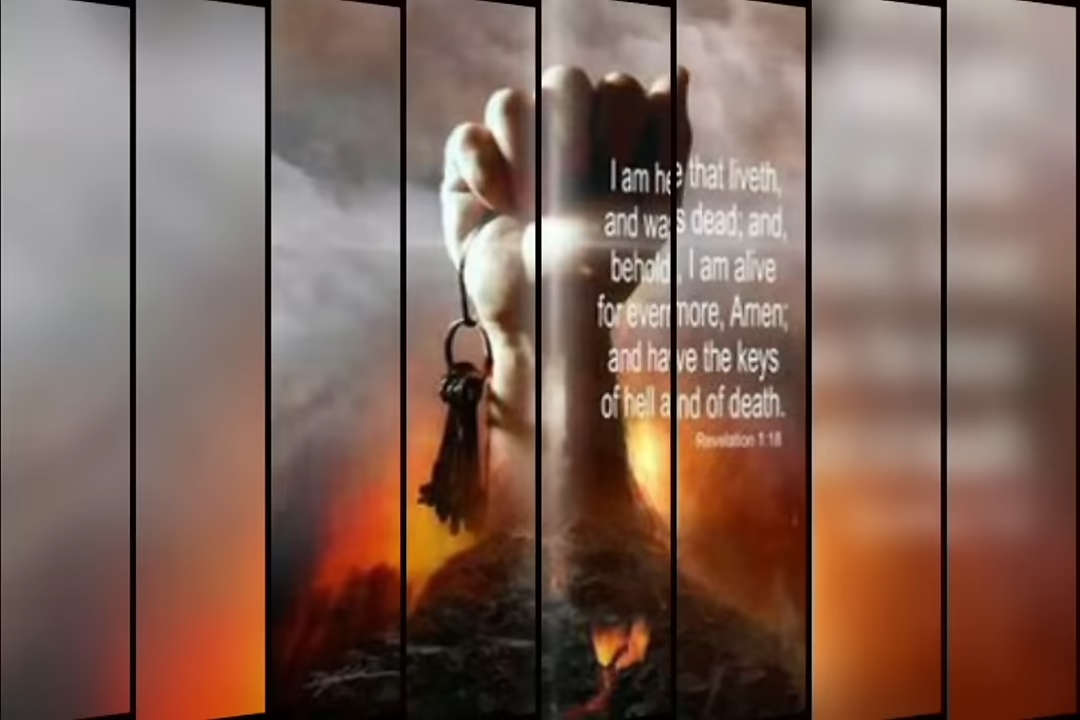 I am he that liveth,
and was dead; and,
behold, I am alive
for evermore, Amen;
and have the keys
of hell and of death.
Revelation 1:18